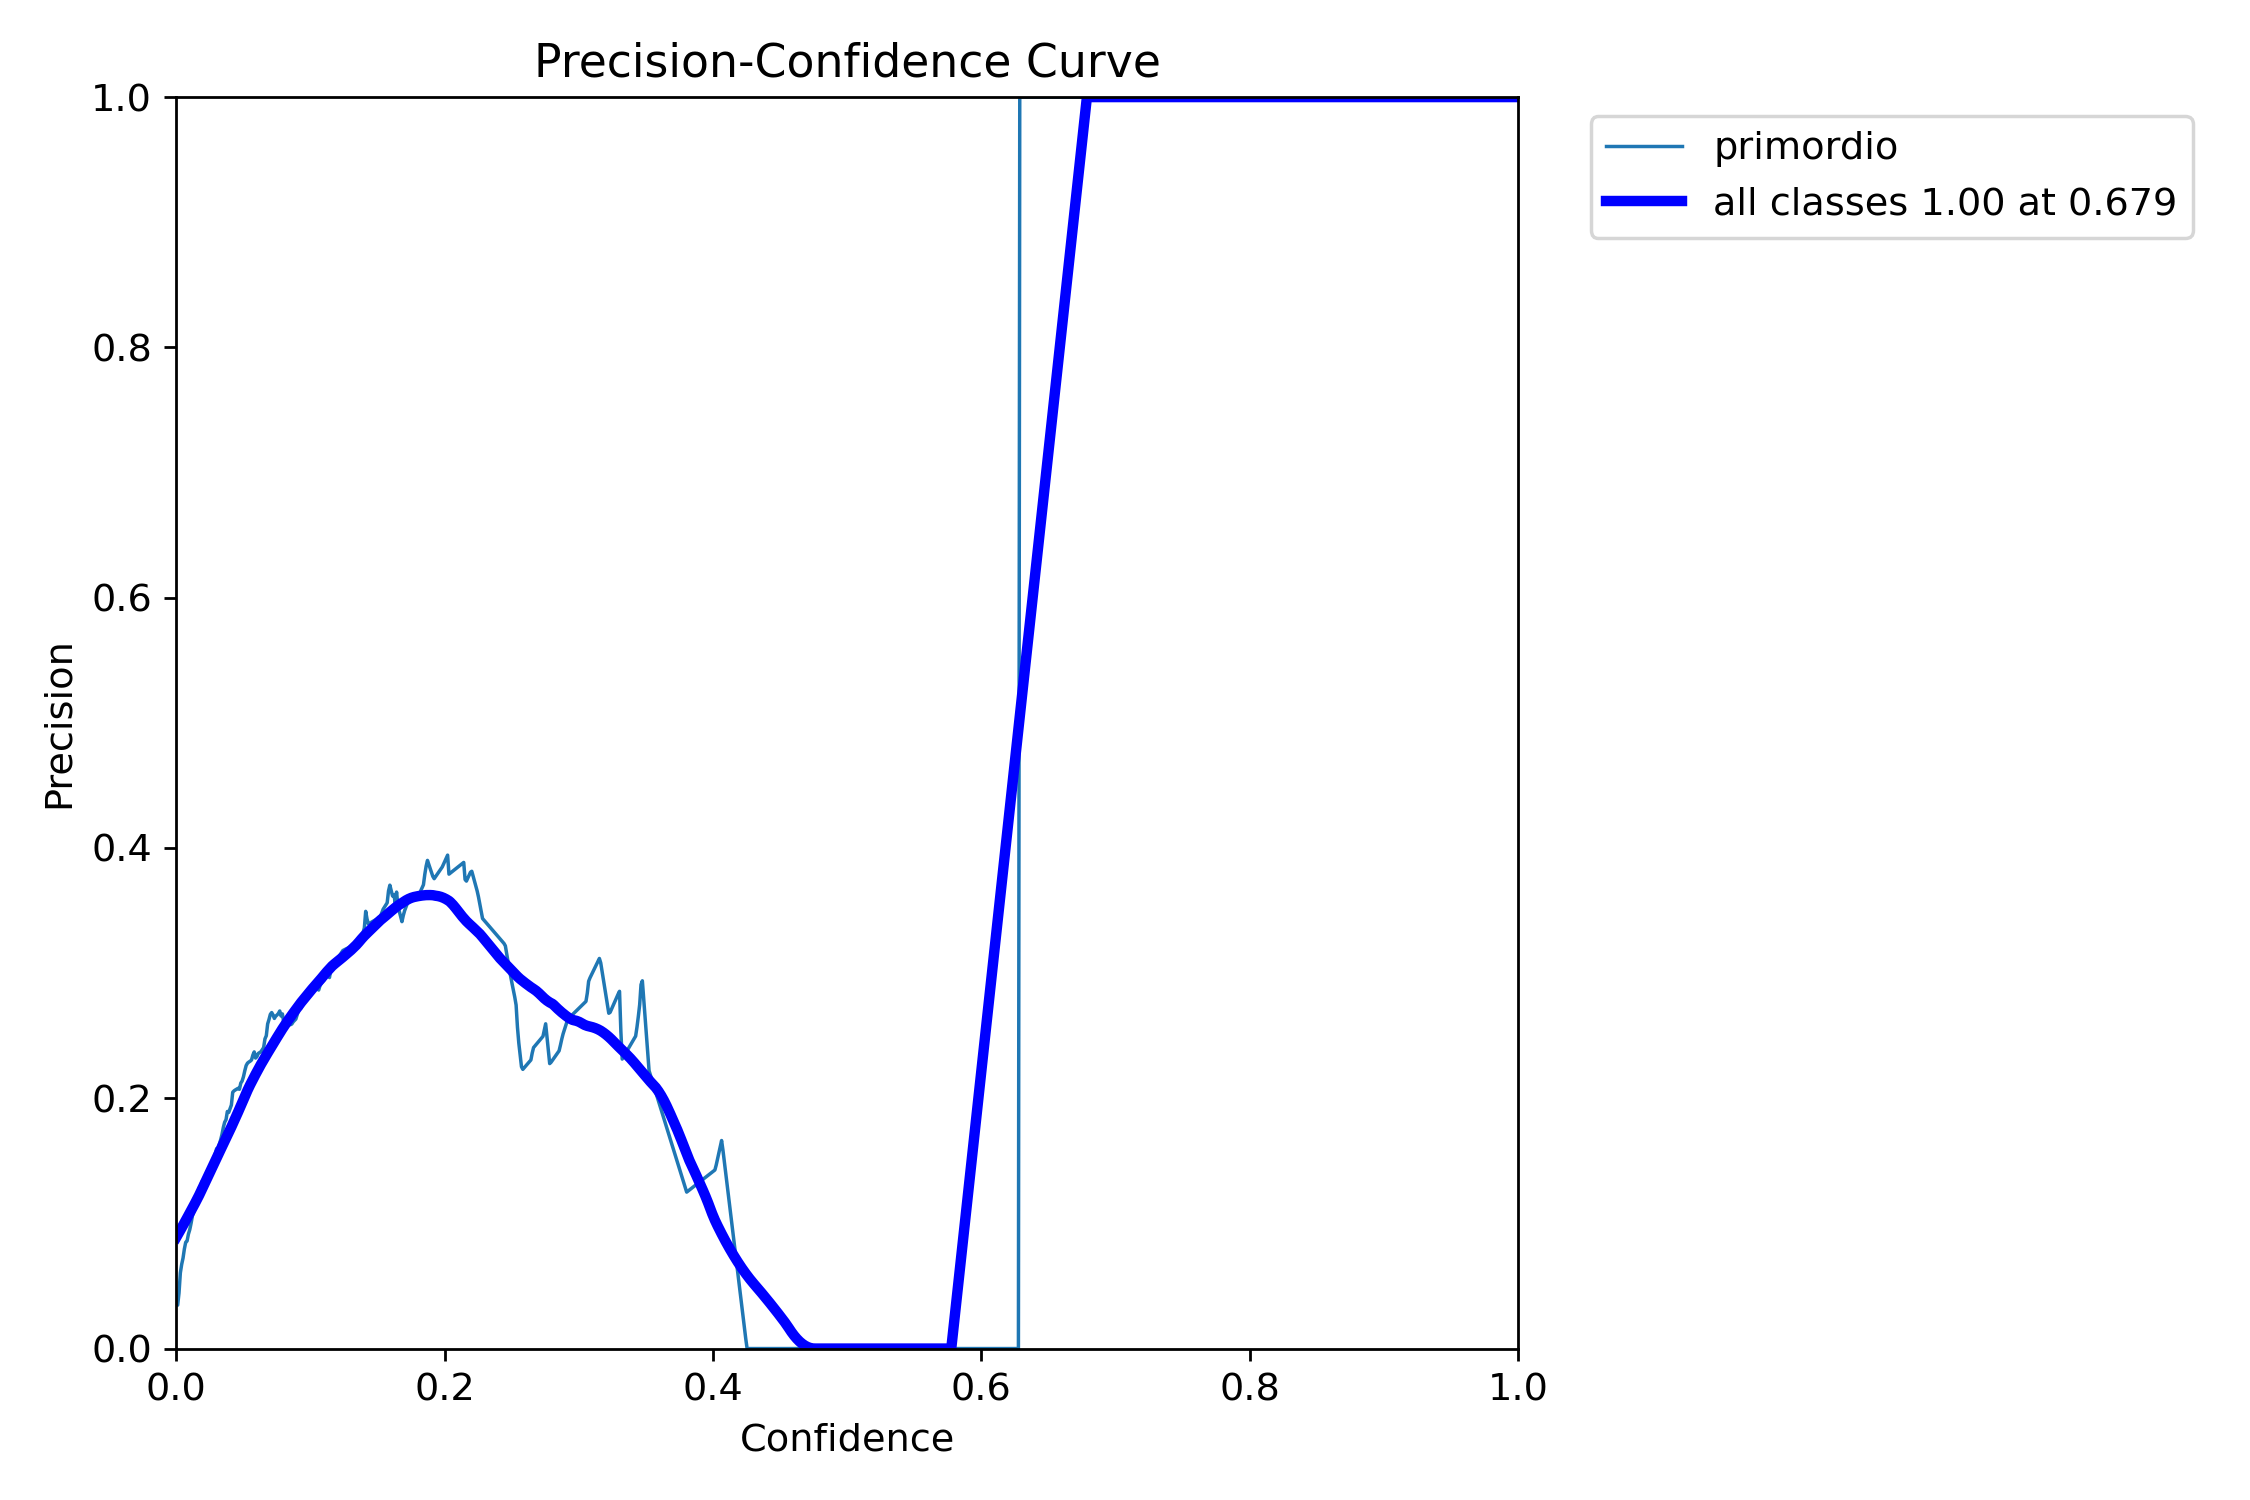 Precision-Confidence Curve
1.0
0.8
0.6
0.4
0.2
0.0
Precision
0.0 0.2 0.4 0.6 0.8 1.0
Confidence
primordio
all classes 1.00 at 0.679